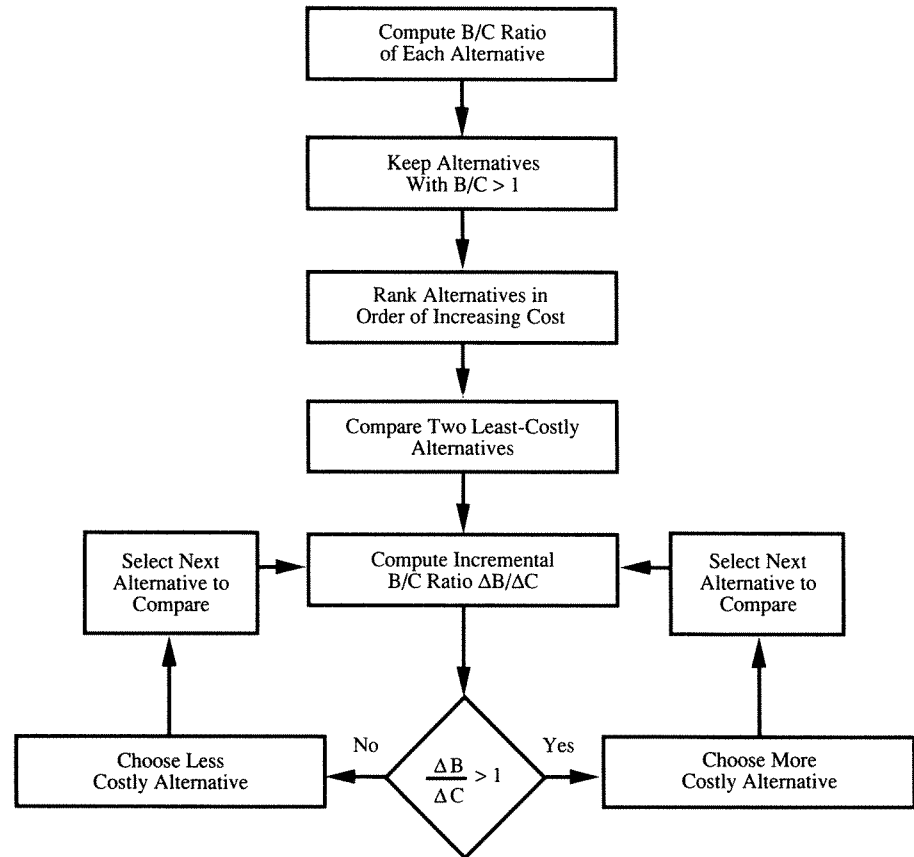 Compute B/C Ratio
of Each Alternative
Keep Alternatives
With B/C > 1
Rank Alternatives in
Order of Increasing Cost
Compare Two Least-Costly
Alternatives
Compute Incremental
B/C Ratio ΔB/ΔC
Select Next
Alternative to
Compare
Select Next
Alternative to
Compare
No
Yes
Choose Less
Costly Alternative
ΔB
ΔC > 1
Choose More
Costly Alternative